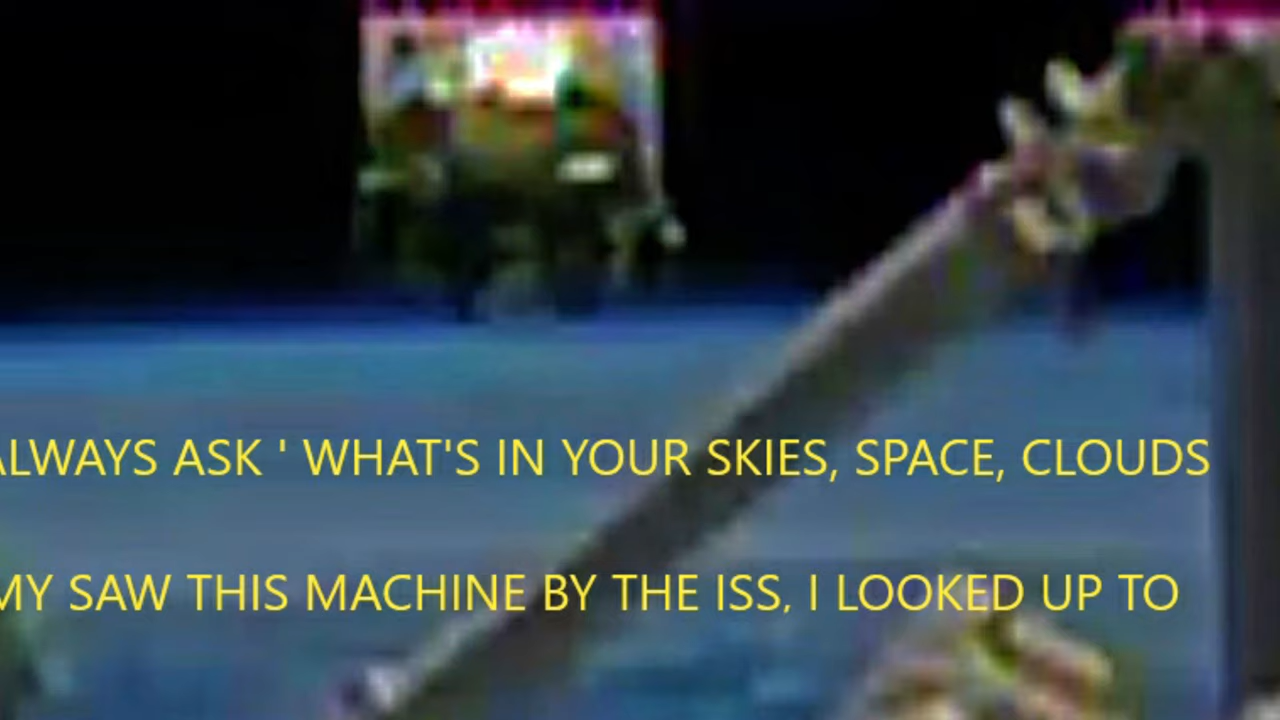 ALWAYS ASK ' WHAT'S IN YOUR SKIES, SPACE, CLOUDS
MY SAW THIS MACHINE BY THE ISS, I LOOKED UP TO